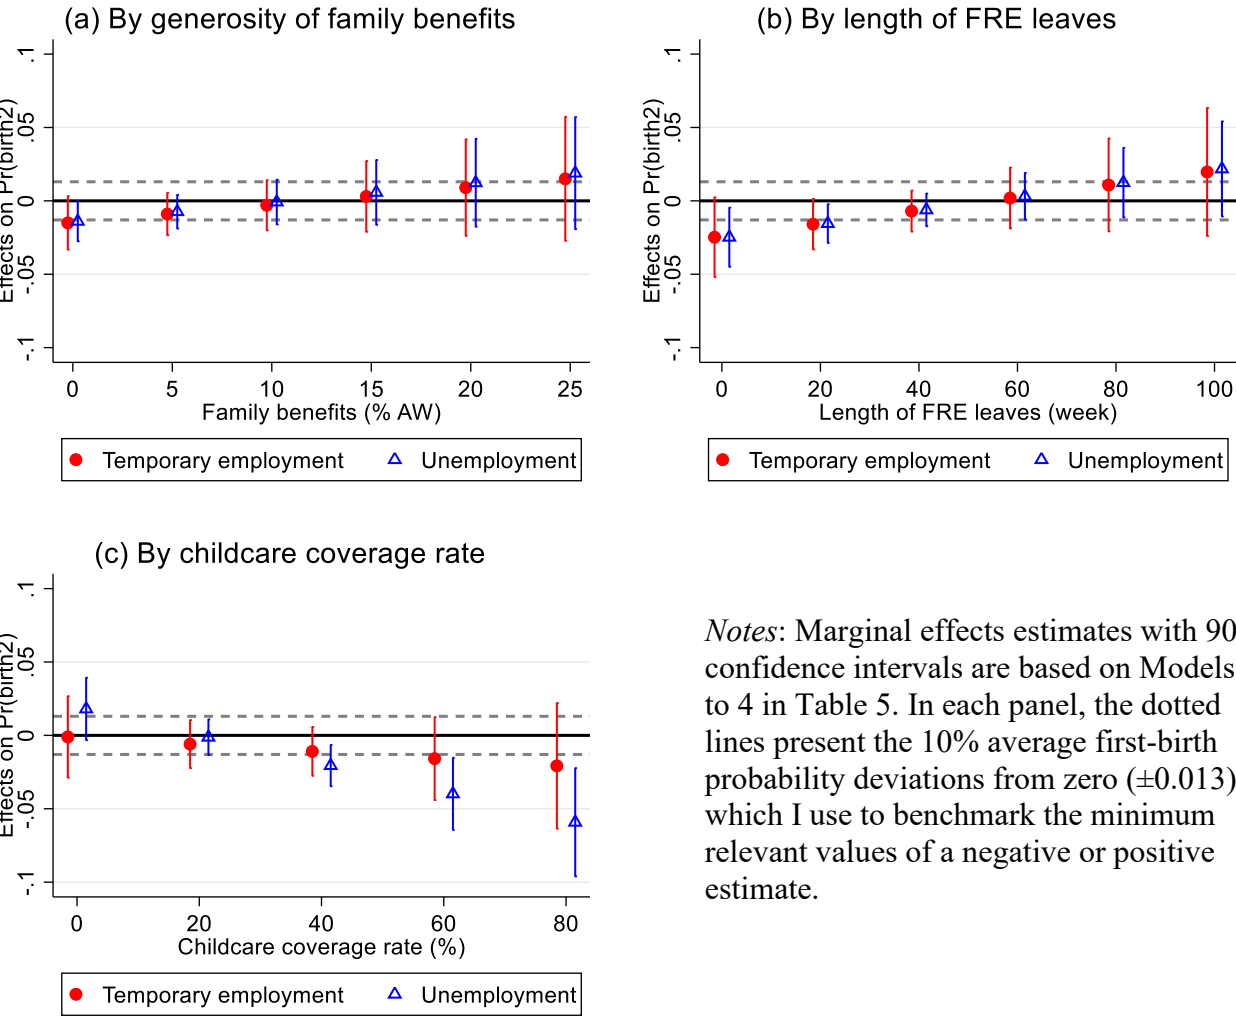 (a) By generosity of family benefits
Effects on Pr(birth2)
.1
.05
0
-.05
-.1
0 5 10 15 20 25
Family benefits (% AW)
Temporary employment Unemployment
(b) By length of FRE leaves
Effects on Pr(birth2)
.1
.05
0
-.05
-.1
0 20 40 60 80 100
Length of FRE leaves (week)
Temporary employment Unemployment
(c) By childcare coverage rate
Effects on Pr(birth2)
.1
.05
0
-.05
-.1
0 20 40 60 80
Childcare coverage rate (%)
Temporary employment Unemployment
Notes: Marginal effects estimates with 90
confidence intervals are based on Models
to 4 in Table 5. In each panel, the dotted
lines present the 10% average first-birth
probability deviations from zero (±0.013)
which I use to benchmark the minimum
relevant values of a negative or positive
estimate.